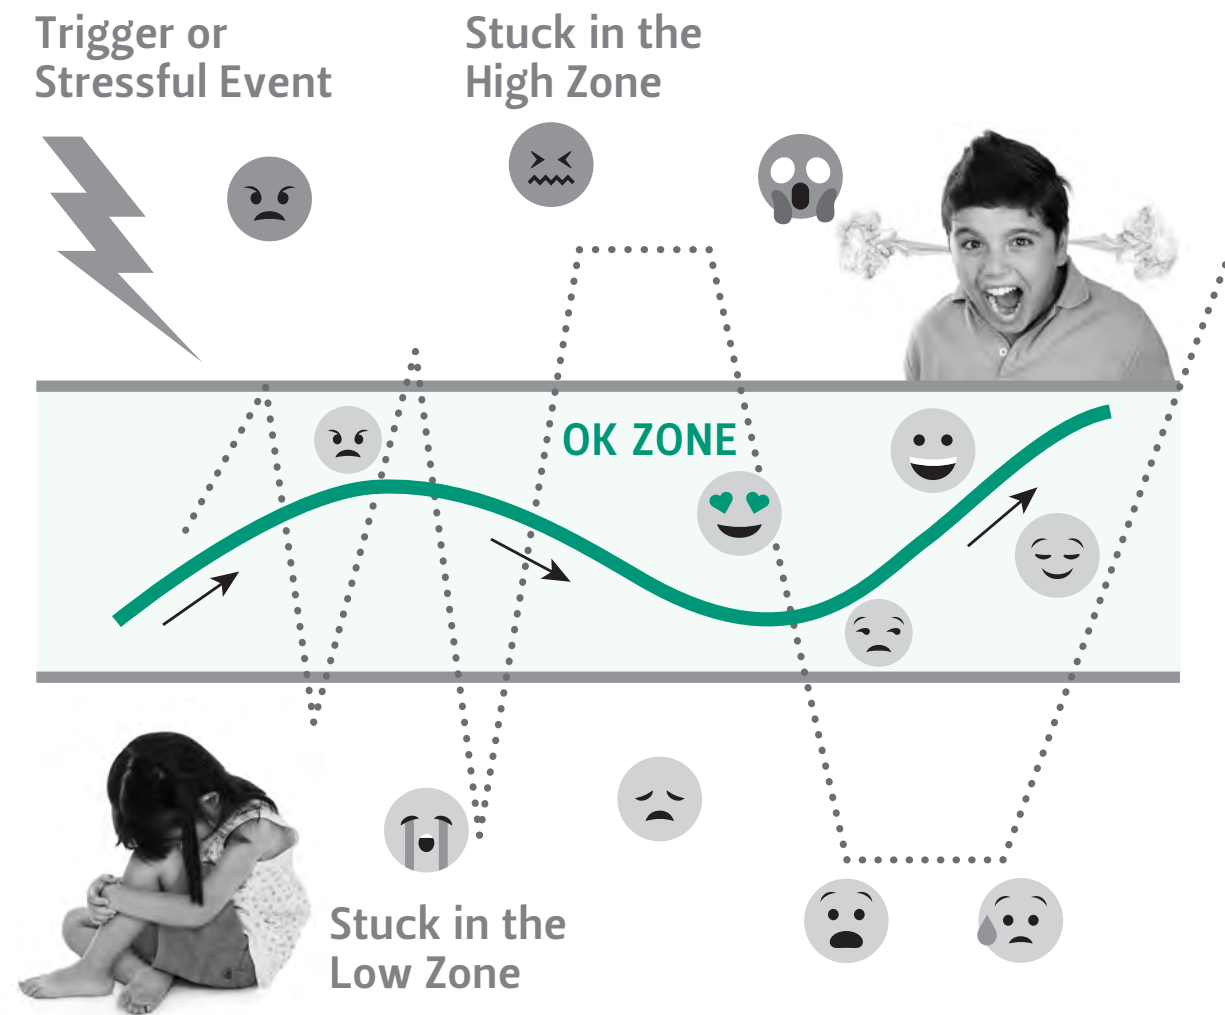 Trigger or
Stressful Event
Stuck in the
High Zone
OK ZONE
Stuck in the
Low Zone